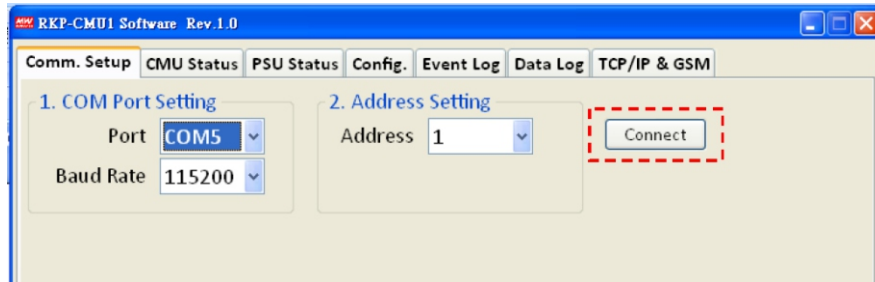 MW RKP-CMU1 Software Rev.1.0
Comm. Setup CMU Status PSU Status Config. Event Log Data Log TCP/IP & GSM
1. COM Port Setting
Port COM5
Baud Rate 115200
2. Address Setting
Address 1
Connect